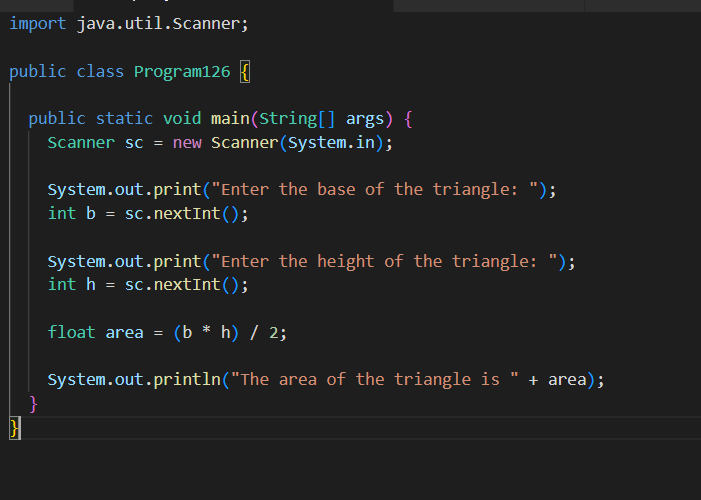 import java.util.Scanner;
public class Program126 {
public static void main(String[] args) {
Scanner sc = new Scanner(System.in);
System.out.print("Enter the base of the triangle: ");
int b = sc.nextInt();
System.out.print("Enter the height of the triangle: ");
int h = sc.nextInt();
float area = (b * h) / 2;
System.out.println("The area of the triangle is " + area);
}
}